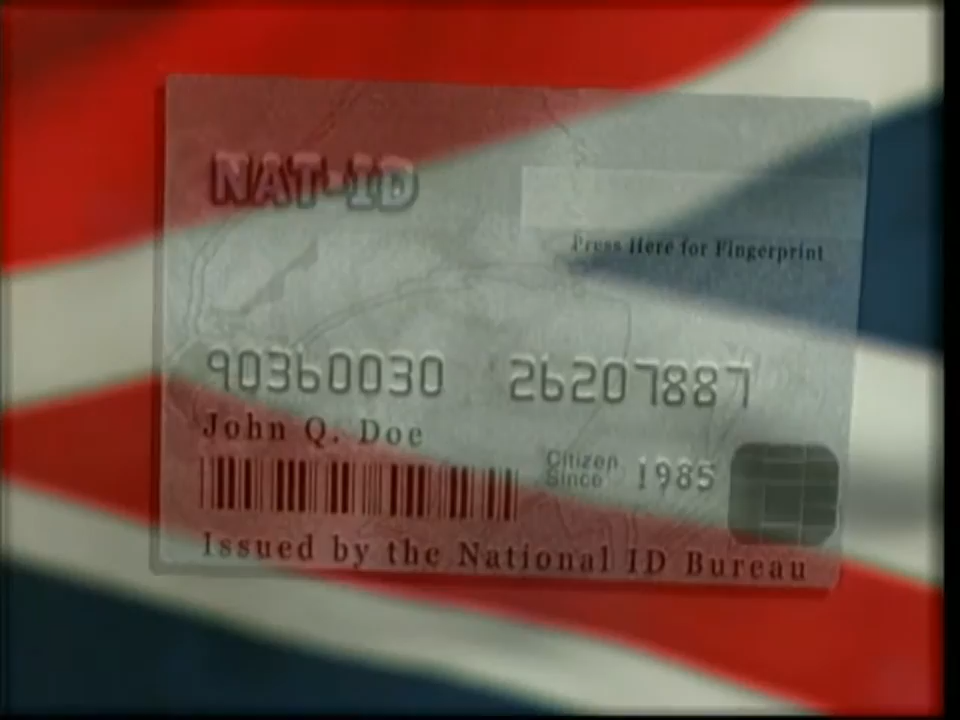 NAT-ID
Press Here for Fingerprint
90360030 26207887
John Q. Doe
Citizen
Since 1985
Issued by the National ID Bureau